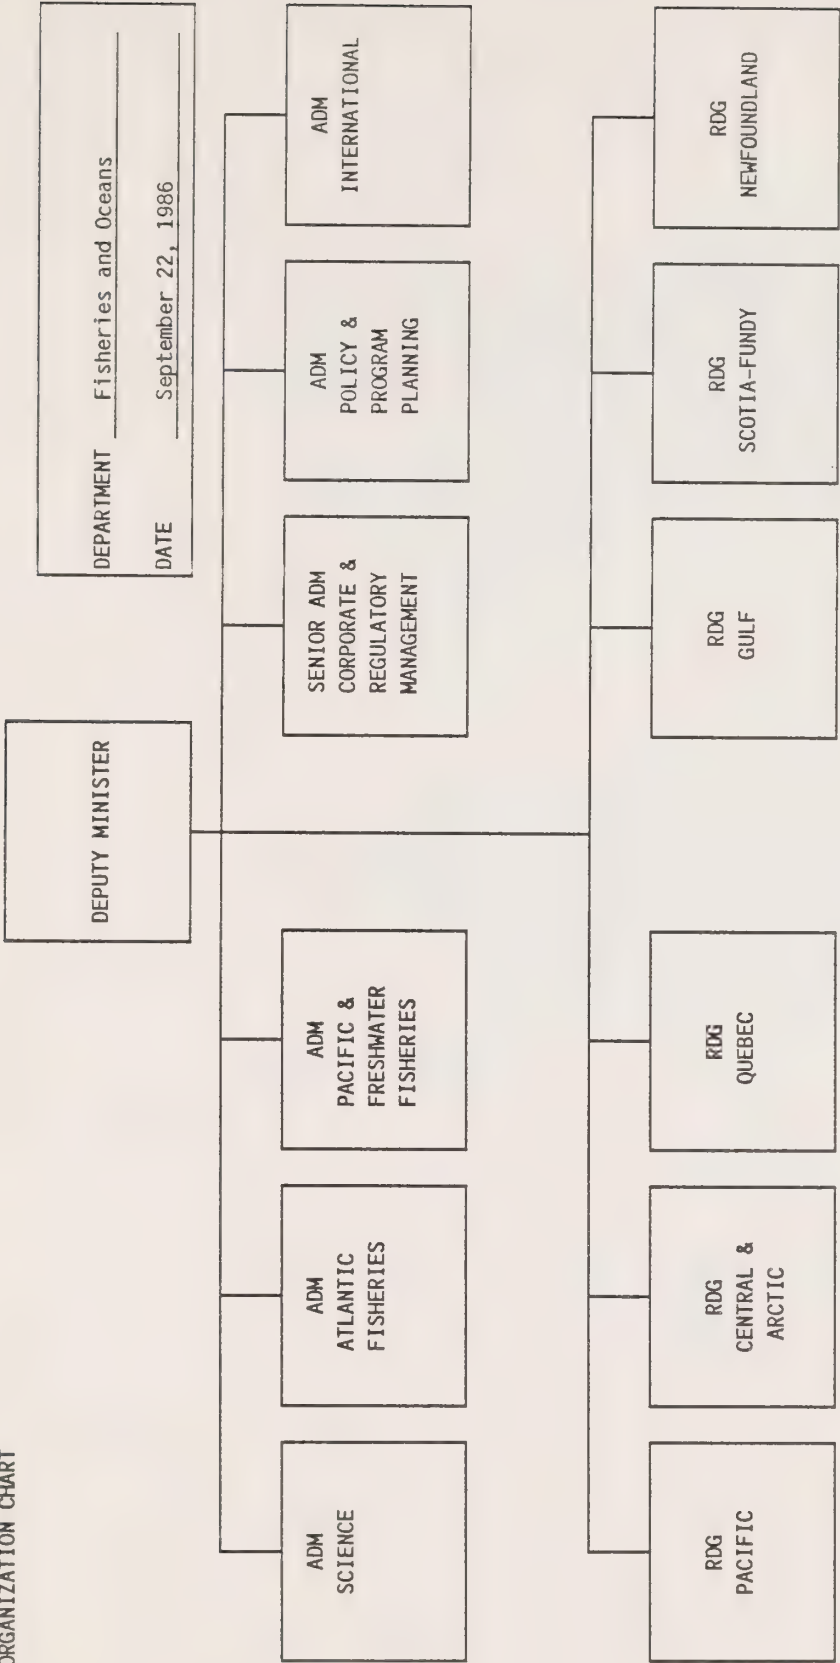 ORGANIZATION CHART
DEPARTMENT Fisheries and Oceans
DATE September 22, 1986
DEPUTY MINISTER
ADM
SCIENCE
ADM
ATLANTIC
FISHERIES
ADM
PACIFIC &
FRESHWATER
FISHERIES
SENIOR ADM
CORPORATE &
REGULATORY
MANAGEMENT
ADM
POLICY &
PROGRAM
PLANNING
ADM
INTERNATIONAL
RDG
PACIFIC
RDG
CENTRAL &
ARCTIC
RDG
QUEBEC
RDG
GULF
RDG
SCOTIA-FUNDY
RDG
NEWFOUNDLAND